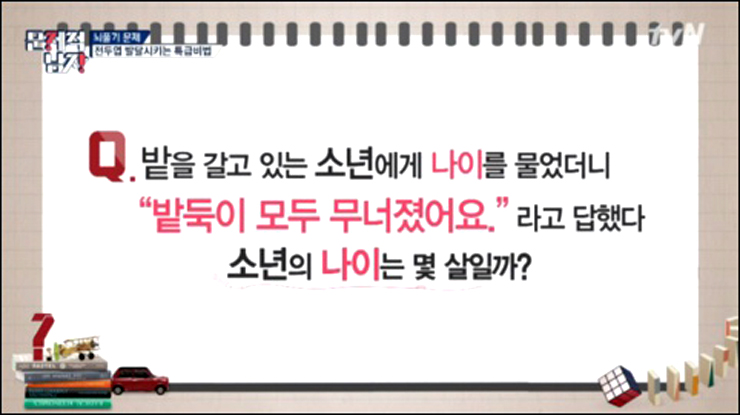 문제적
남자
뇌풀기 문제
전두엽 발달시키는 특급비법
tvN
Q. 밭을 갈고 있는 소년에게 나이를 물었더니
“밭둑이 모두 무너졌어요.” 라고 답했다
소년의 나이는 몇 살일까?